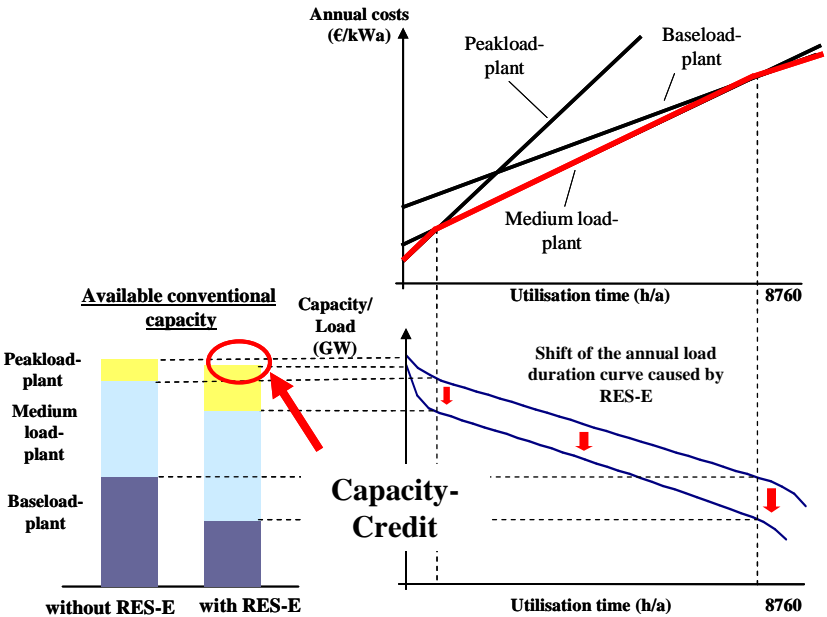 Annual costs
(€/kWa)
Peakload-
plant
Baseload-
plant
Medium load-
plant
Utilisation time (h/a)
8760
Available conventional
capacity
Capacity/
Load
(GW)
Peakload-
plant
Medium
load-
plant
Baseload-
plant
Shift of the annual load
duration curve caused by
RES-E
Capacity-
Credit
without RES-E
with RES-E
Utilisation time (h/a)
8760